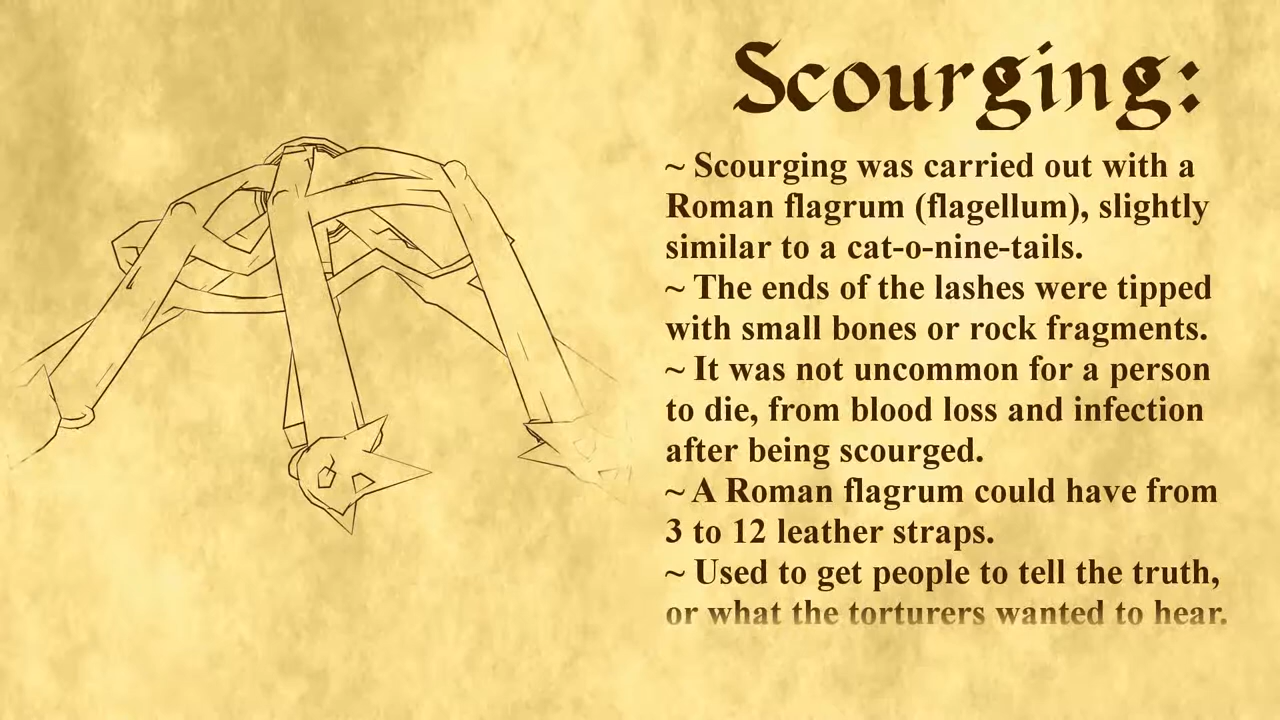 Scourging:
~ Scourging was carried out with a
Roman flagrum (flagellum), slightly
similar to a cat-o-nine-tails.
~ The ends of the lashes were tipped
with small bones or rock fragments.
~ It was not uncommon for a person
to die, from blood loss and infection
after being scourged.
~ A Roman flagrum could have from
3 to 12 leather straps.
~ Used to get people to tell the truth,
or what the torturers wanted to hear.